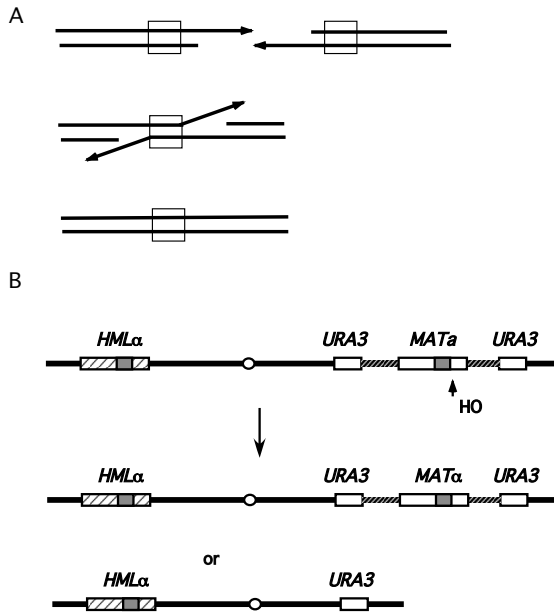 A
B
HMLα URA3 MATa URA3
HO
HMLα URA3 MATα URA3
or
HMLα URA3